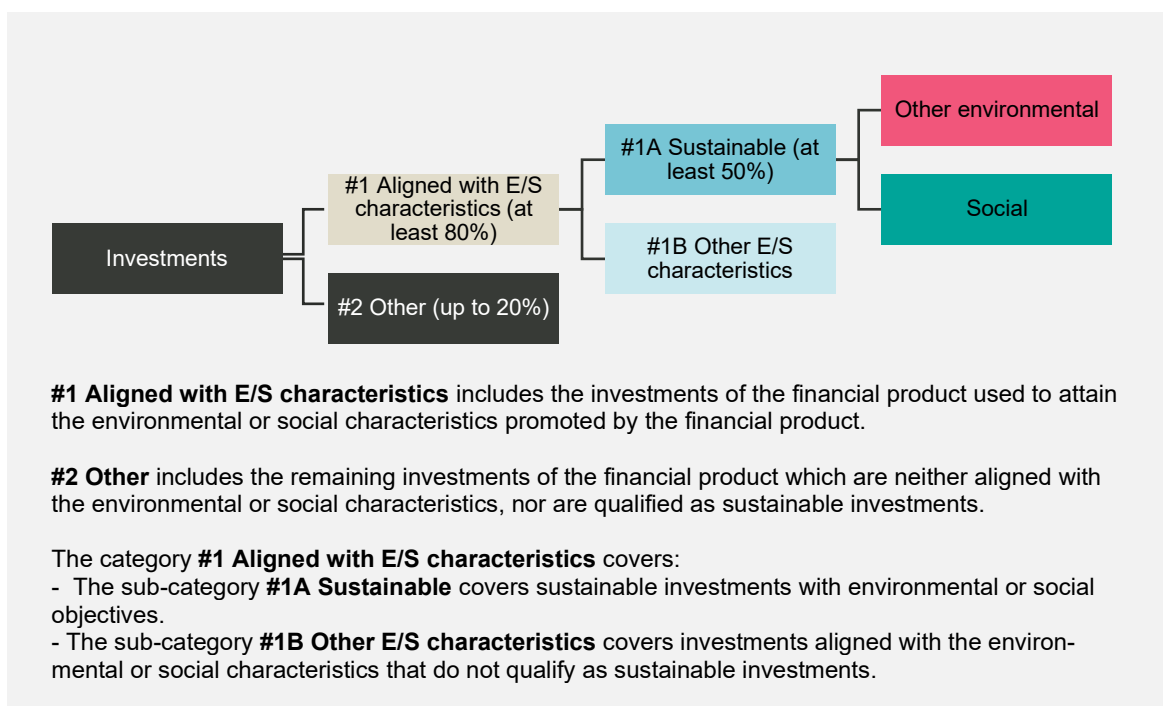 Other environmental
#1A Sustainable (at
least 50%)
#1 Aligned with E/S
characteristics (at
least 80%)
Social
Investments
#1B Other E/S
characteristics
#2 Other (up to 20%)
#1 Aligned with E/S characteristics includes the investments of the financial product used to attain
the environmental or social characteristics promoted by the financial product.
#2 Other includes the remaining investments of the financial product which are neither aligned with
the environmental or social characteristics, nor are qualified as sustainable investments.
The category #1 Aligned with E/S characteristics covers:
- The sub-category #1A Sustainable covers sustainable investments with environmental or social
objectives.
- The sub-category #1B Other E/S characteristics covers investments aligned with the environ-
mental or social characteristics that do not qualify as sustainable investments.